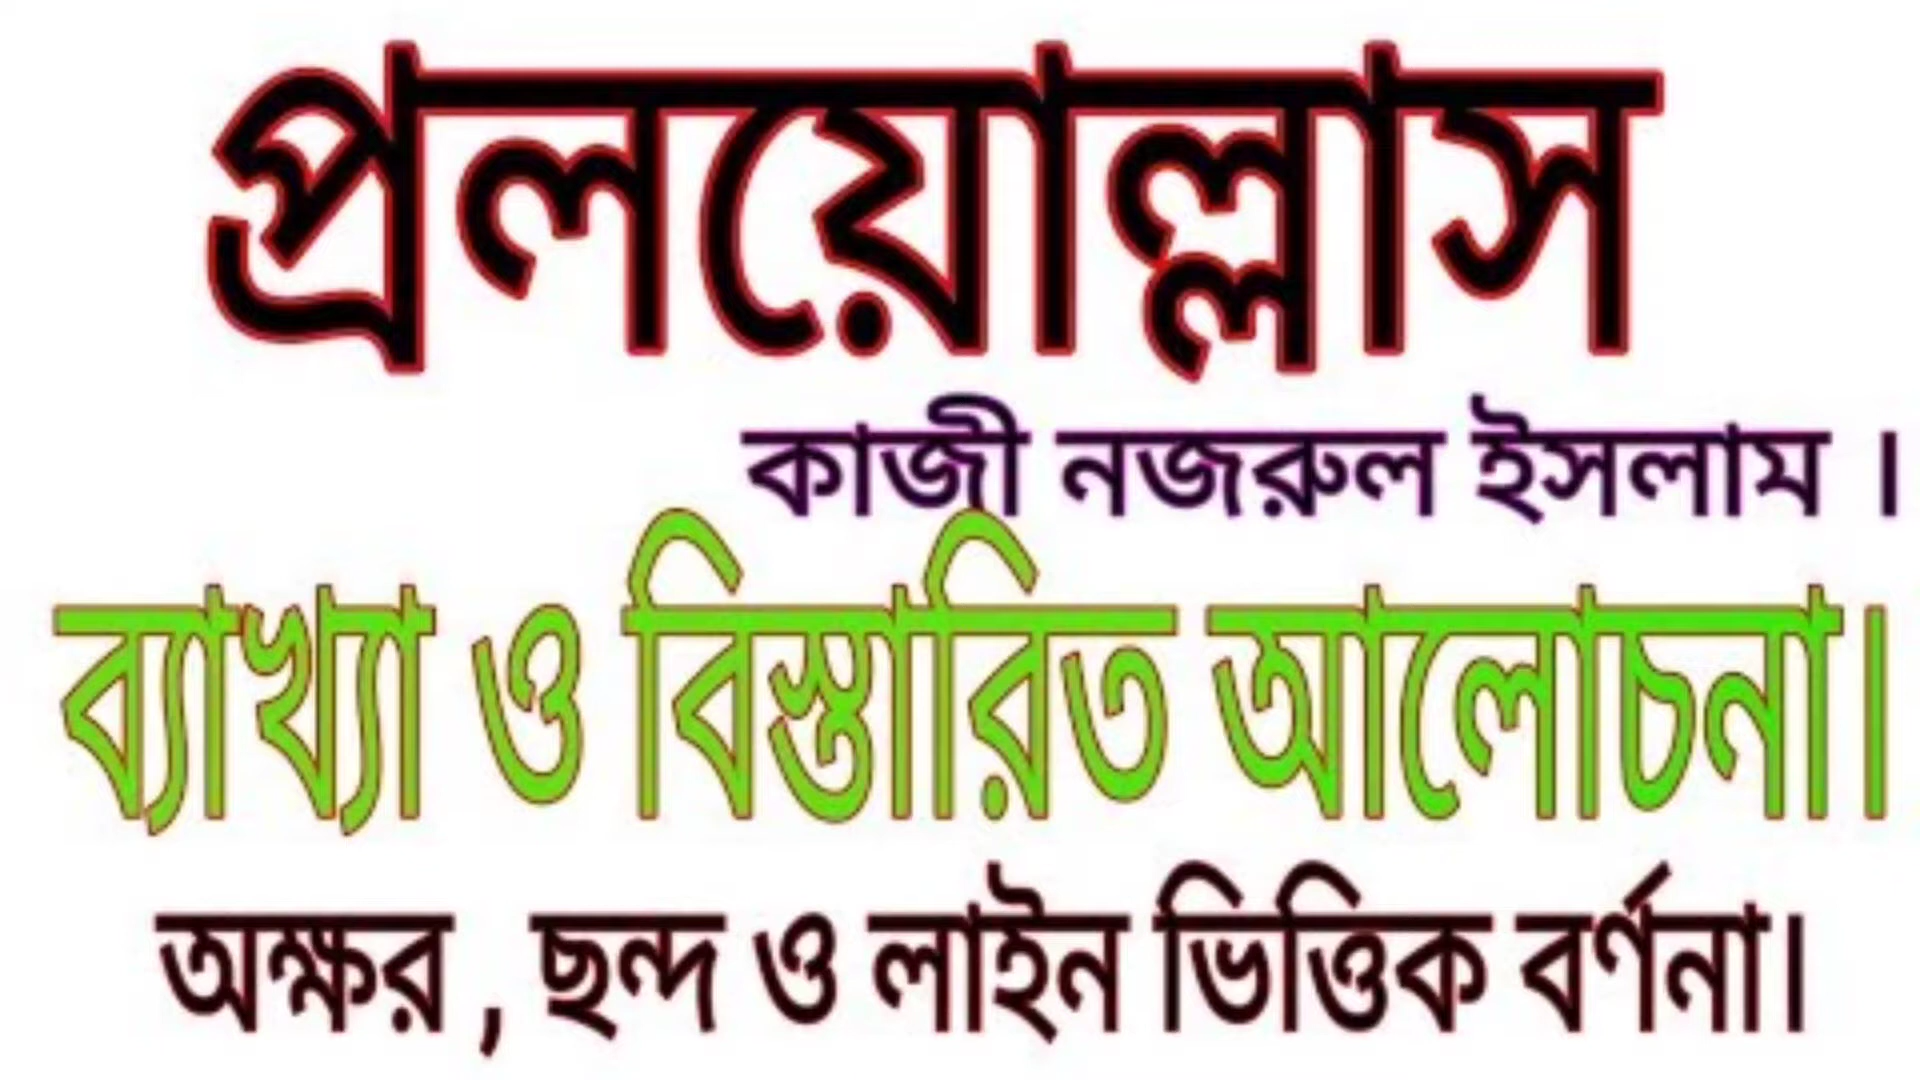 প্রলয়োল্লাস
কাজী নজরুল ইসলাম ।
ব্যাখ্যা ও বিস্তারিত আলোচনা।
অক্ষর , ছন্দ ও লাইন ভিত্তিক বর্ণনা।